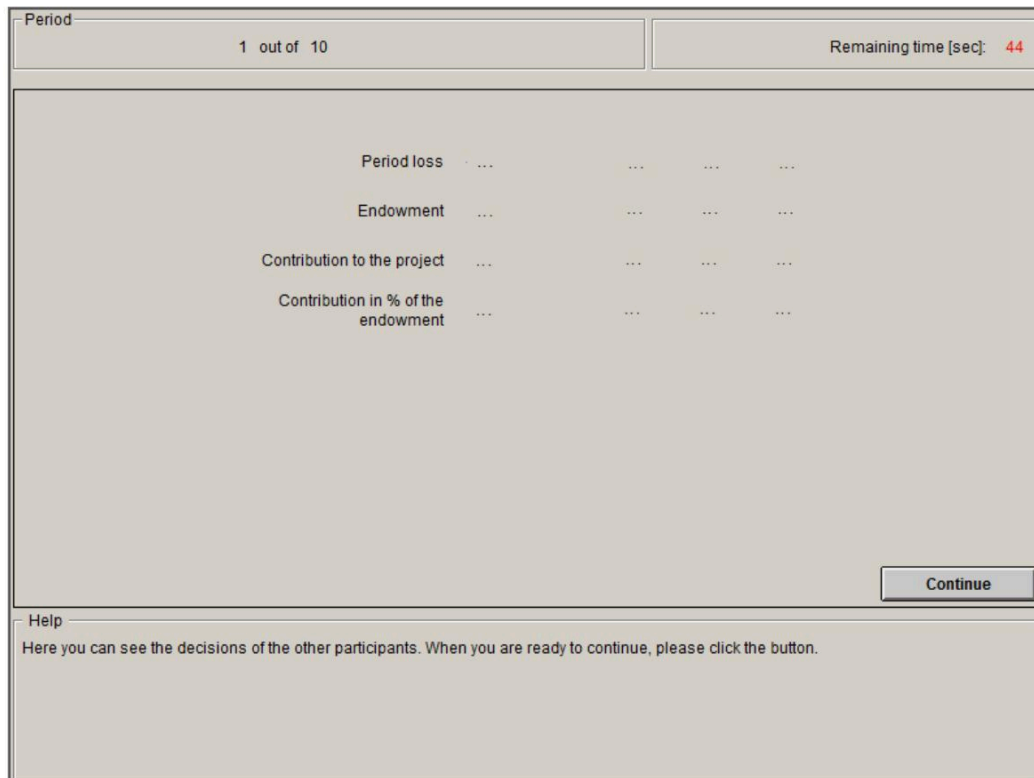 Period
1 out of 10
Remaining time [sec]: 44
Period loss ... ... ... ...
Endowment ... ... ... ...
Contribution to the project ... ... ... ...
Contribution in % of the
endowment ... ... ... ...
Continue
Help
Here you can see the decisions of the other participants. When you are ready to continue, please click the button.